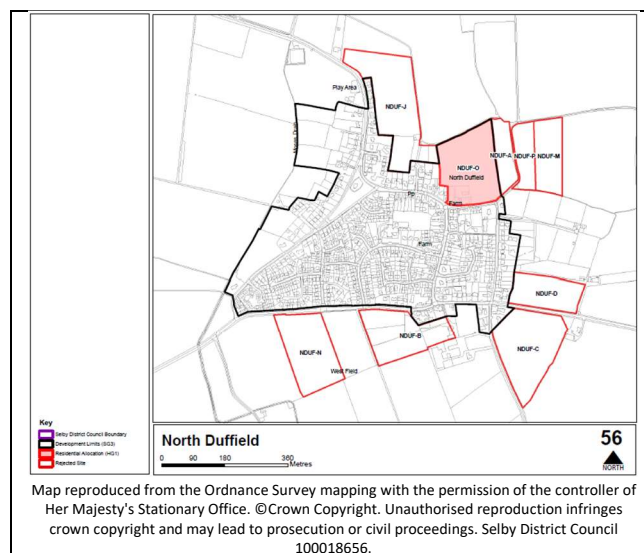 Play Area
NDUF-J
NDUF-O
North Duffield
NDUF-A
NDUF-P
NDUF-M
Pp
Farm
Farm
NDUF-D
NDUF-B
NDUF-N
NDUF-C
West Field
Key
Selby District Council Boundary
Development Limits (SG3)
Residential Allocation (HG1)
Rejected Site
North Duffield
0 90 180 360
Metres
56
NORTH
Map reproduced from the Ordnance Survey mapping with the permission of the controller of
Her Majesty's Stationary Office. ©Crown Copyright. Unauthorised reproduction infringes
crown copyright and may lead to prosecution or civil proceedings. Selby District Council
100018656.